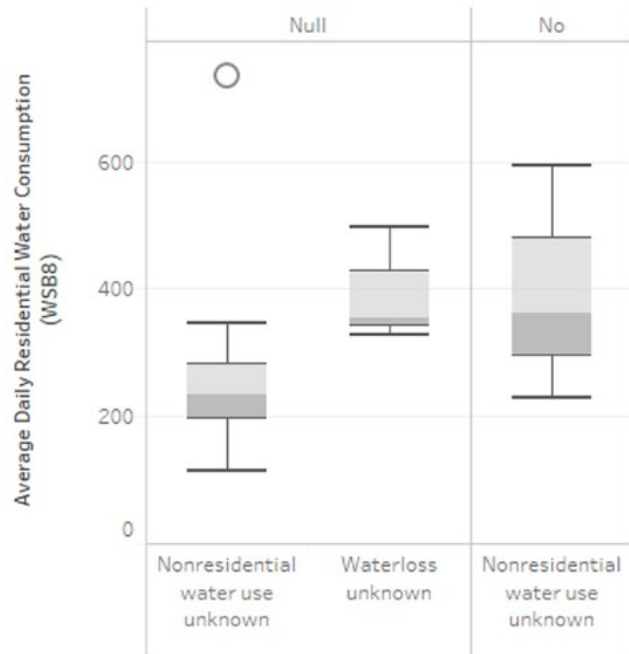 Null
No
Average Daily Residential Water Consumption
(WSB8)
600
400
200
0
Nonresidential
water use
unknown
Waterloss
unknown
Nonresidential
water use
unknown